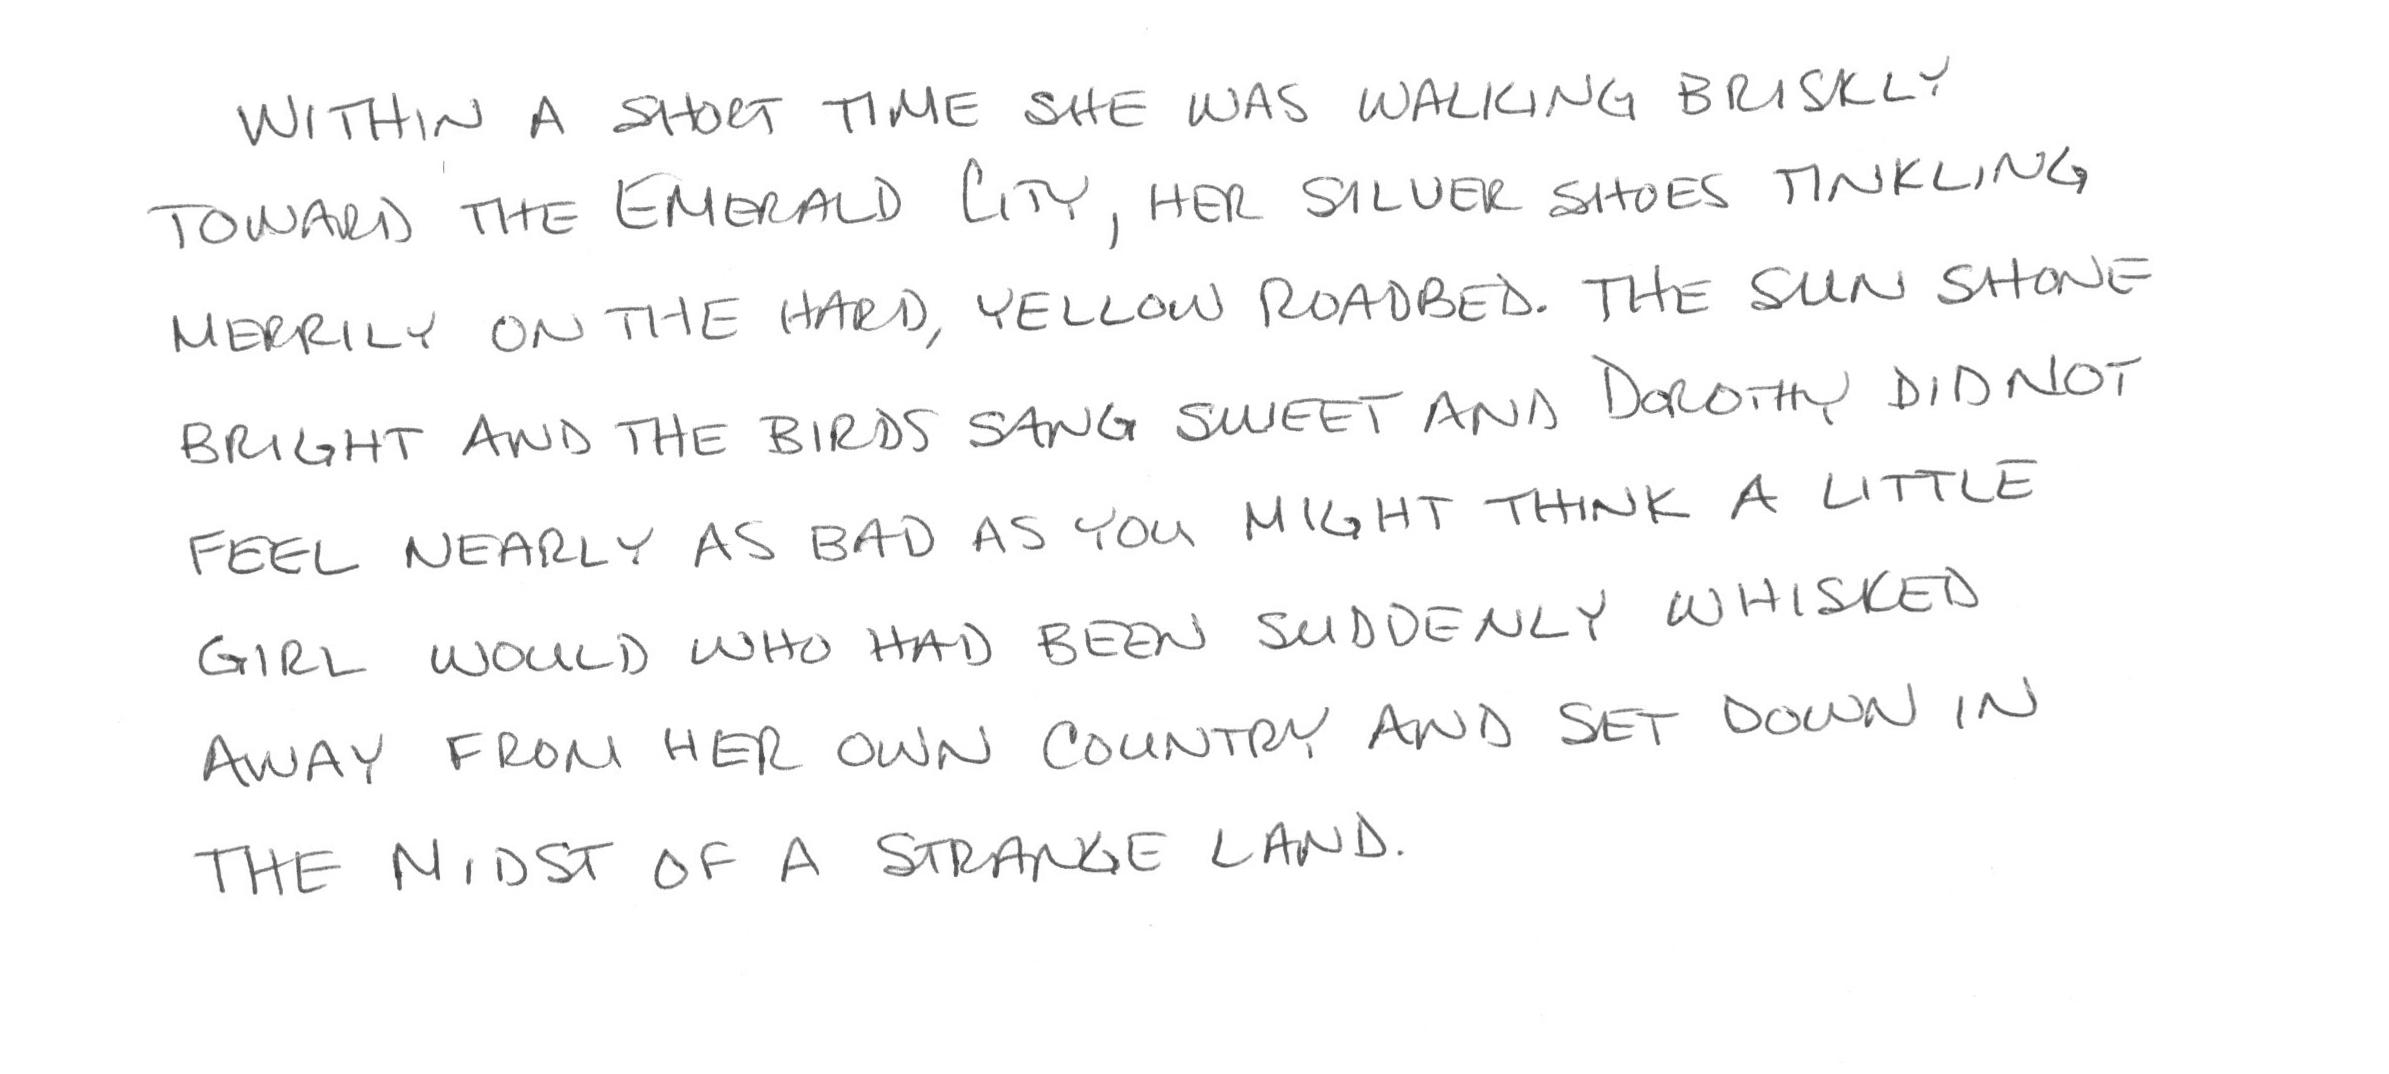 WITHIN A SHORT TIME SHE WAS WALKING BRISKLY
TOWARD THE EMERALD CITY, HER SILVER SHOES TINKLING
MERRILY ON THE HARD, YELLOW ROADBED. THE SUN SHONE
BRIGHT AND THE BIRDS SANG SWEET AND DOROTHY DID NOT
FEEL NEARLY AS BAD AS YOU MIGHT THINK A LITTLE
GIRL WOULD WHO HAD BEEN SUDDENLY WHISKED
AWAY FROM HER OWN COUNTRY AND SET DOWN IN
THE MIDST OF A STRANGE LAND.